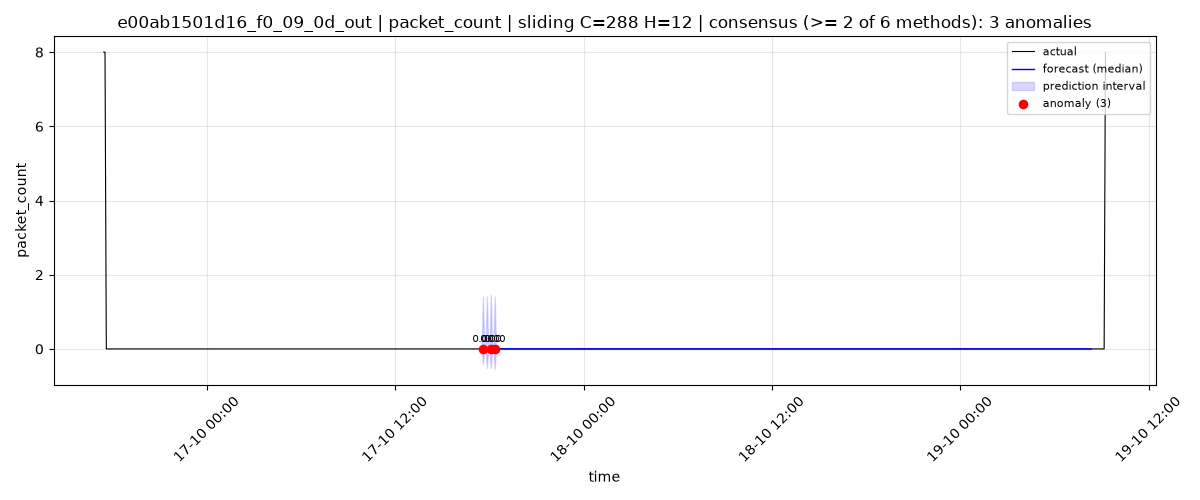 e00ab1501d16_f0_09_0d_out | packet_count | sliding C=288 H=12 | consensus (>= 2 of 6 methods): 3 anomalies
actual
forecast (median)
prediction interval
anomaly (3)
packet_count
8
6
4
2
0
17-10 00:00
17-10 12:00
18-10 00:00
18-10 12:00
19-10 00:00
19-10 12:00
time